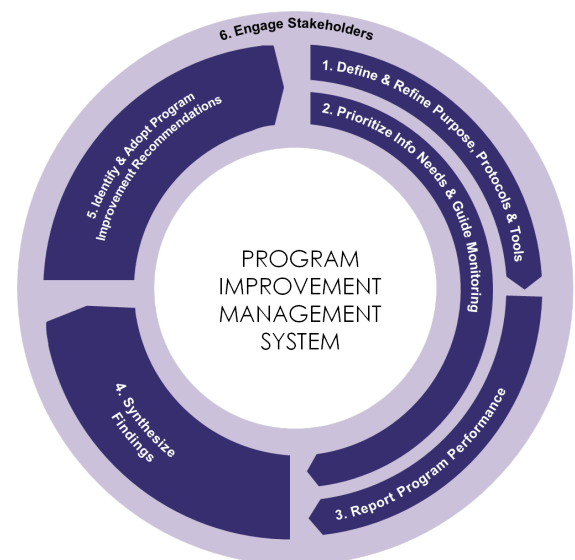 6. Engage Stakeholders
1. Define & Refine Purpose, Protocols & Tools
2. Prioritize Info Needs & Guide Monitoring
3. Report Program Performance
4. Synthesize
Findings
5. Identify & Adopt Program
Improvement Recommendations
PROGRAM
IMPROVEMENT
MANAGEMENT
SYSTEM